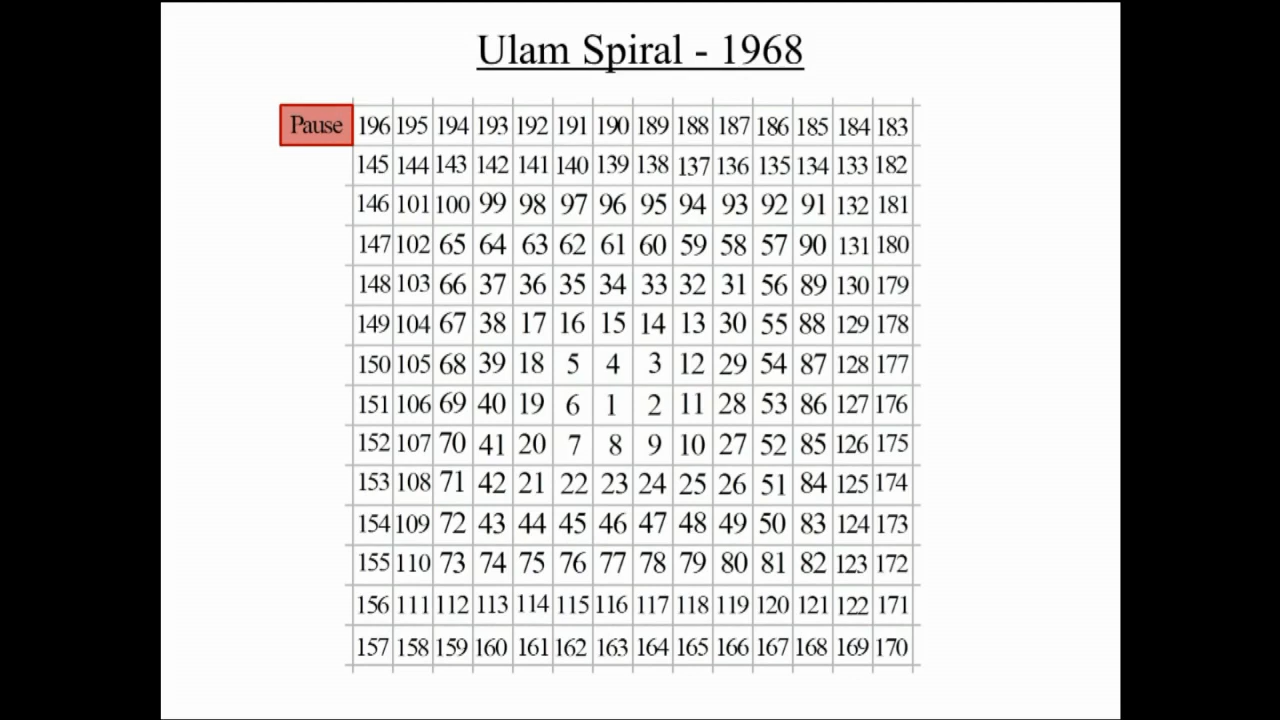 Ulam Spiral - 1968
Pause 196 195 194 193 192 191 190 189 188 187 186 185 184 183
145 144 143 142 141 140 139 138 137 136 135 134 133 182
146 101 100 99 98 97 96 95 94 93 92 91 132 181
147 102 65 64 63 62 61 60 59 58 57 90 131 180
148 103 66 37 36 35 34 33 32 31 56 89 130 179
149 104 67 38 17 16 15 14 13 30 55 88 129 178
150 105 68 39 18 5 4 3 12 29 54 87 128 177
151 106 69 40 19 6 1 2 11 28 53 86 127 176
152 107 70 41 20 7 8 9 10 27 52 85 126 175
153 108 71 42 21 22 23 24 25 26 51 84 125 174
154 109 72 43 44 45 46 47 48 49 50 83 124 173
155 110 73 74 75 76 77 78 79 80 81 82 123 172
156 111 112 113 114 115 116 117 118 119 120 121 122 171
157 158 159 160 161 162 163 164 165 166 167 168 169 170